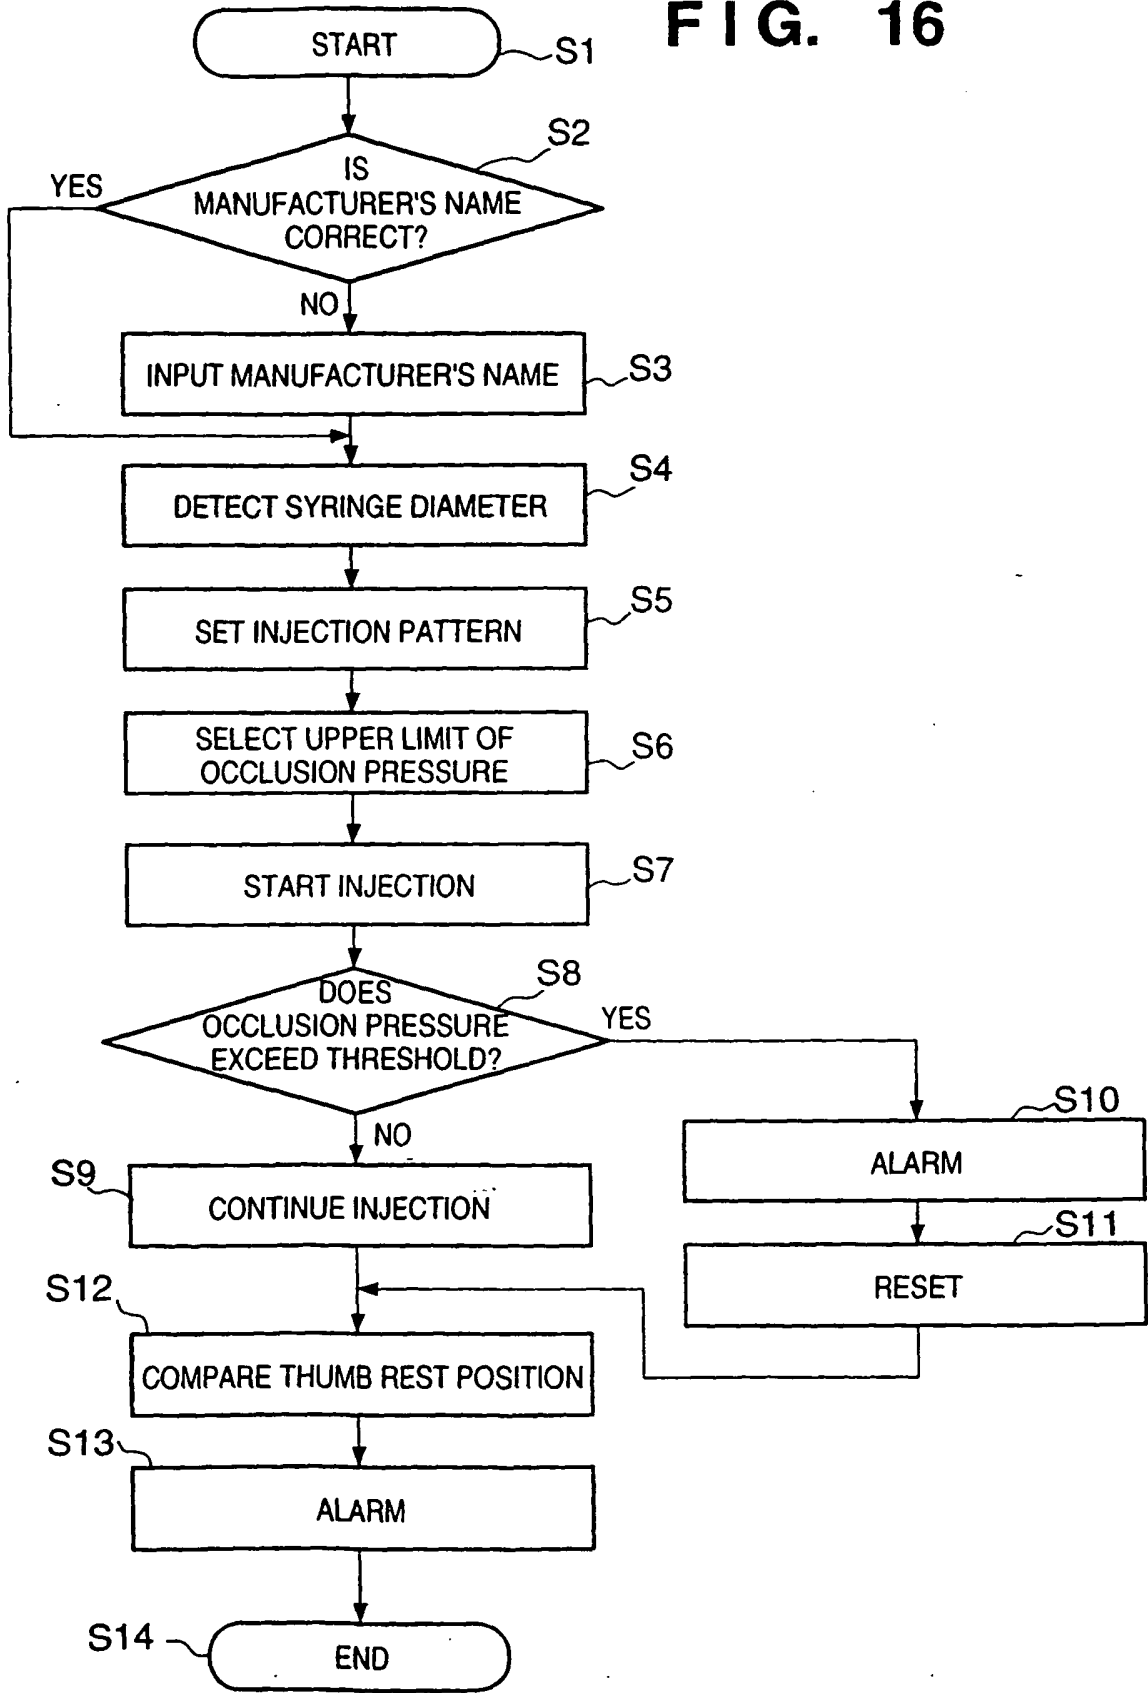 FIG. 16
START
S1
S2
YES
IS
MANUFACTURER'S NAME
CORRECT?
NO
INPUT MANUFACTURER'S NAME
S3
S4
DETECT SYRINGE DIAMETER
S5
SET INJECTION PATTERN
SELECT UPPER LIMIT OF
OCCLUSION PRESSURE
S6
START INJECTION
S7
S8
DOES
OCCLUSION PRESSURE
EXCEED THRESHOLD?
YES
NO
S10
ALARM
S9
CONTINUE INJECTION
S11
RESET
S12
COMPARE THUMB REST POSITION
S13
ALARM
S14
END